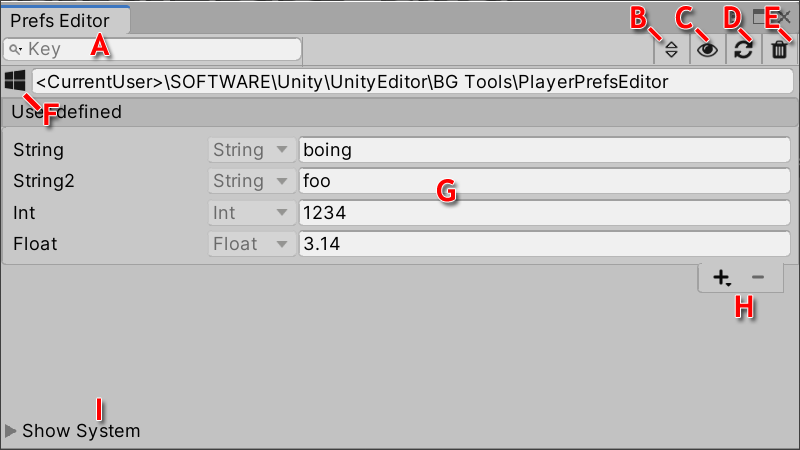 Prefs Editor
B C D E
A
Key
<CurrentUser>\SOFTWARE\Unity\UnityEditor\BG Tools\PlayerPrefsEditor
F
User defined
String String boing
String2 String foo
G
Int Int 1234
Float Float 3.14
+ −
H
I
Show System